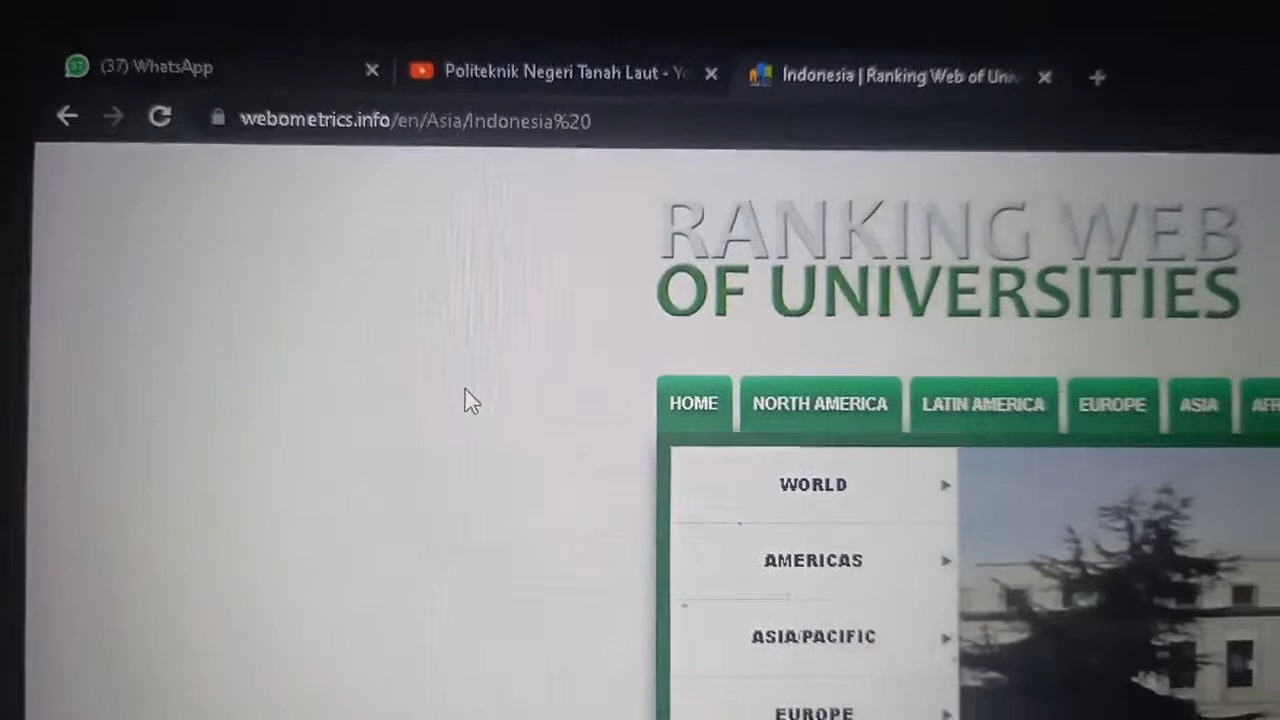 (37) WhatsApp
Politeknik Negeri Tanah Laut -
Indonesia | Ranking Web of
webometrics.info/en/Asia/Indonesia%20
RANKING WEB
OF UNIVERSITIES
HOME
NORTH AMERICA
LATIN AMERICA
EUROPE
ASIA
WORLD
AMERICAS
ASIA/PACIFIC
EUROPE